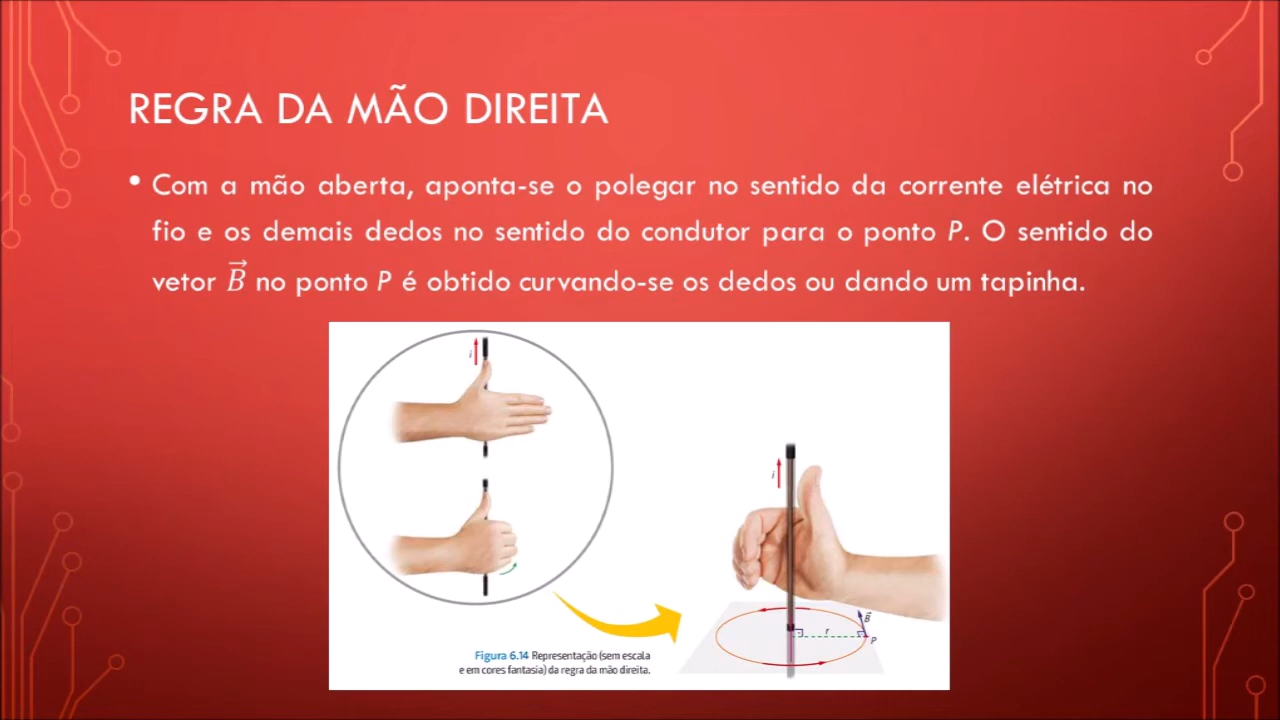 REGRA DA MÃO DIREITA
• Com a mão aberta, aponta-se o polegar no sentido da corrente elétrica no
fio e os demais dedos no sentido do condutor para o ponto P. O sentido do
vetor B⃗ no ponto P é obtido curvando-se os dedos ou dando um tapinha.
i
i
B⃗
r
P
Figura 6.14 Representação (sem escala
e em cores fantasia) da regra da mão direita.